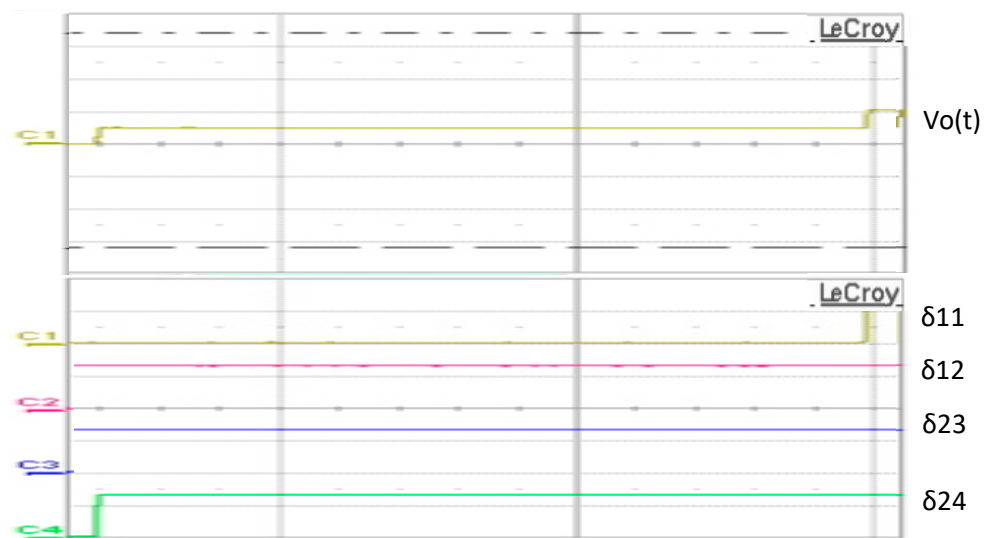 LeCroy
C1
Vo(t)
LeCroy
δ11
C1
δ12
C2
δ23
C3
δ24
C4